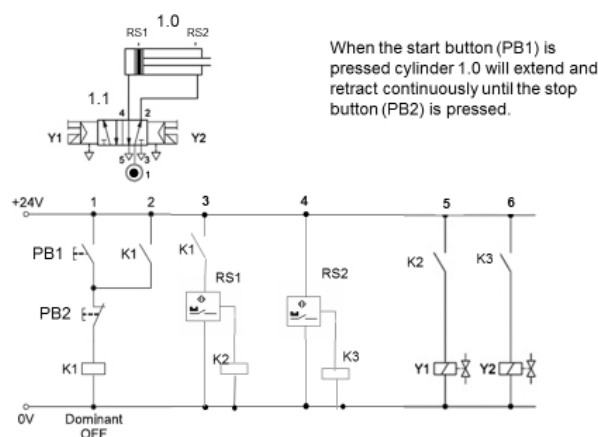 1.0
RS1 RS2
When the start button (PB1) is
pressed cylinder 1.0 will extend and
retract continuously until the stop
button (PB2) is pressed.
1.1
4 2
Y1 Y2
5 3
1
+24V 1 2 3 4 5 6
PB1 K1 K1 K2 K3
RS1 RS2
PB2
K1 K2 K3 Y1 Y2
0V Dominant
OFF